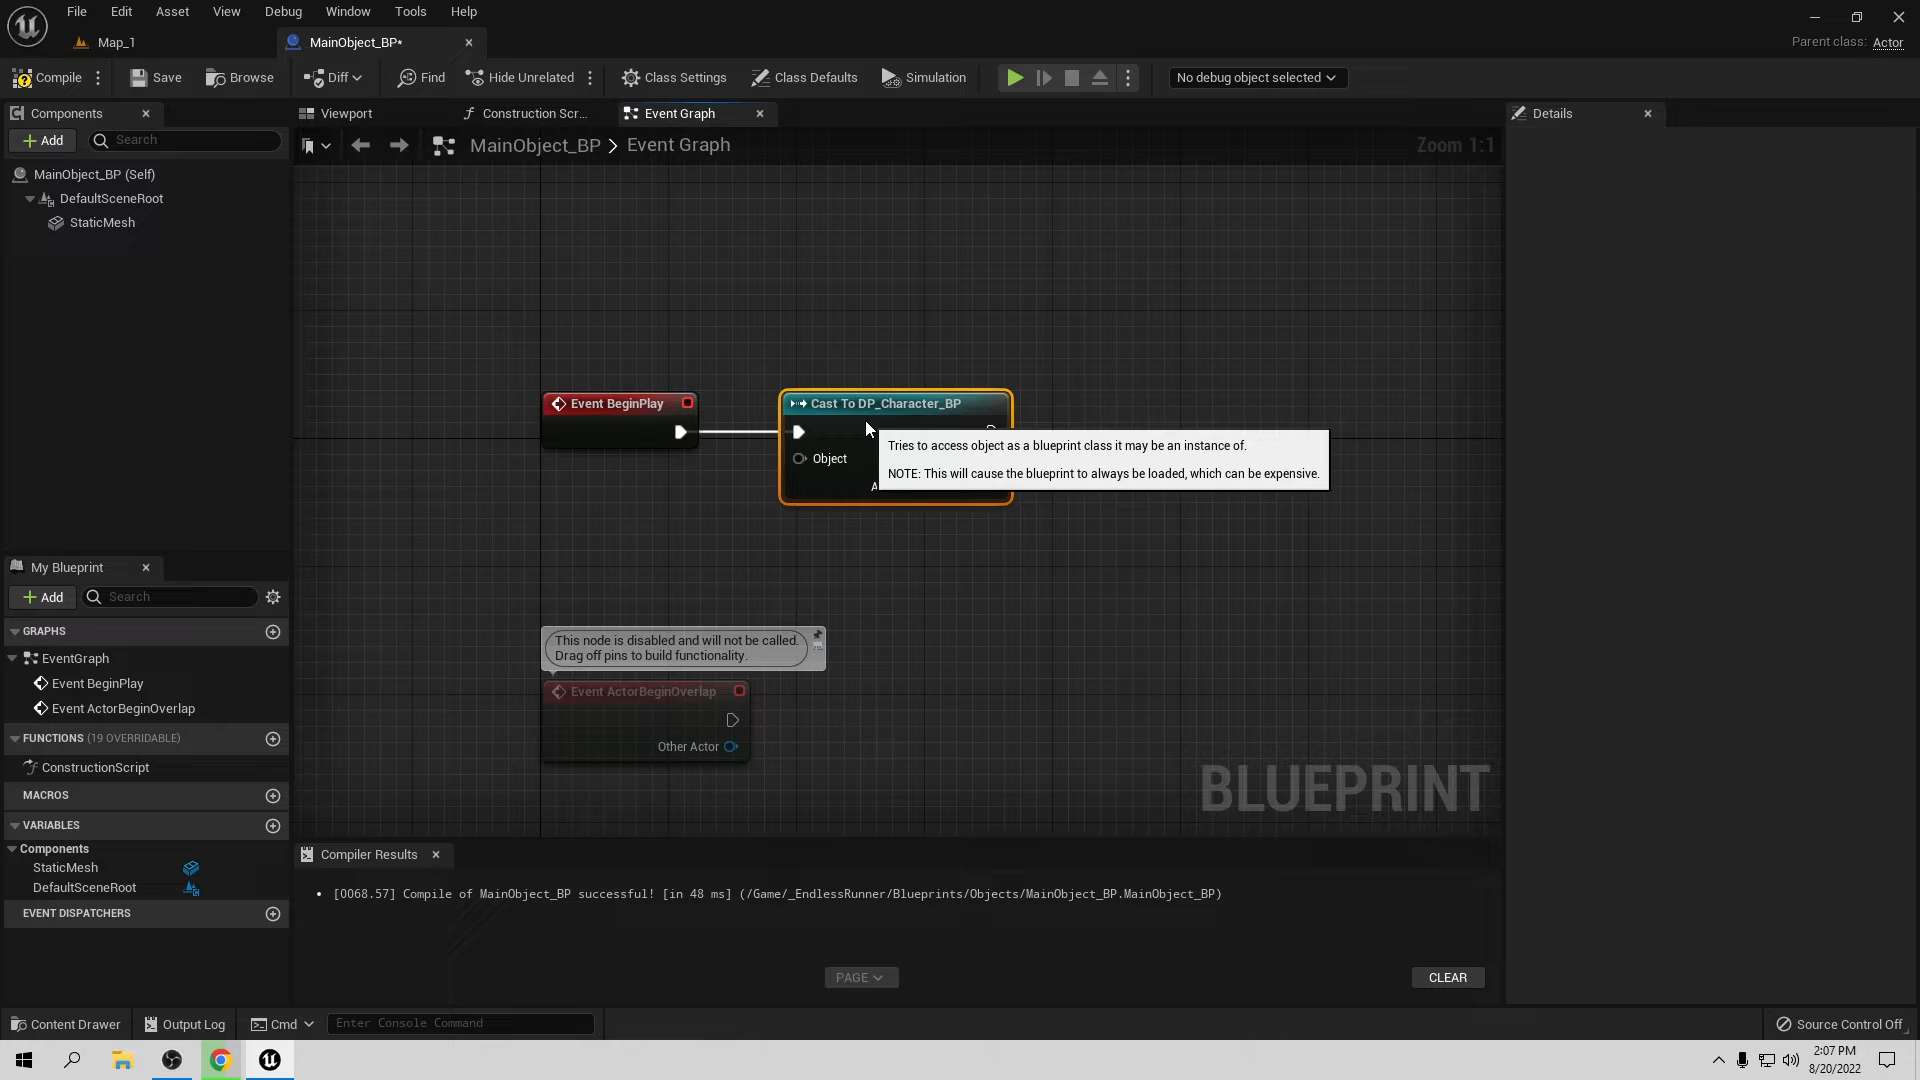 File Edit Asset View Debug Window Tools Help
Map_1
MainObject_BP*
Parent class: Actor
Compile Save Browse Diff Find Hide Unrelated Class Settings Class Defaults Simulation No debug object selected
Components
Add Search
MainObject_BP (Self)
DefaultSceneRoot
StaticMesh
Viewport Construction Scr... Event Graph
MainObject_BP > Event Graph
Zoom 1:1
Details
Event BeginPlay
Cast To DP_Character_BP
Object
Tries to access object as a blueprint class it may be an instance of.
NOTE: This will cause the blueprint to always be loaded, which can be expensive.
This node is disabled and will not be called.
Drag off pins to build functionality.
Event ActorBeginOverlap
Other Actor
BLUEPRINT
My Blueprint
Add Search
GRAPHS
EventGraph
Event BeginPlay
Event ActorBeginOverlap
FUNCTIONS (19 OVERRIDABLE)
ConstructionScript
MACROS
VARIABLES
Components
StaticMesh
DefaultSceneRoot
EVENT DISPATCHERS
Compiler Results
[0068.57] Compile of MainObject_BP successful! [in 48 ms] (/Game/_EndlessRunner/Blueprints/Objects/MainObject_BP.MainObject_BP)
PAGE
CLEAR
Content Drawer Output Log Cmd Enter Console Command Source Control Off
2:07 PM
8/20/2022